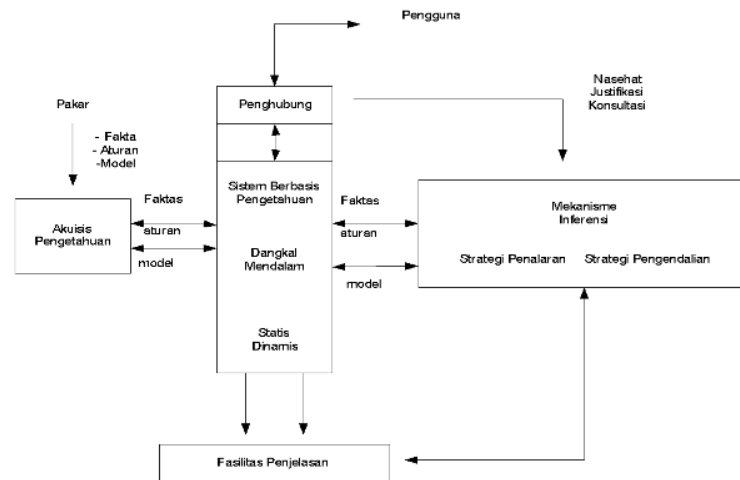 Pengguna
Penghubung
Nasehat
Justifikasi
Konsultasi
Pakar
- Fakta
- Aturan
-Model
Akuisis
Pengetahuan
Faktas
aturan
model
Sistem Berbasis
Pengetahuan
Dangkal
Mendalam
Statis
Dinamis
Faktas
aturan
model
Mekanisme
Inferensi
Strategi Penalaran Strategi Pengendalian
Fasilitas Penjelasan